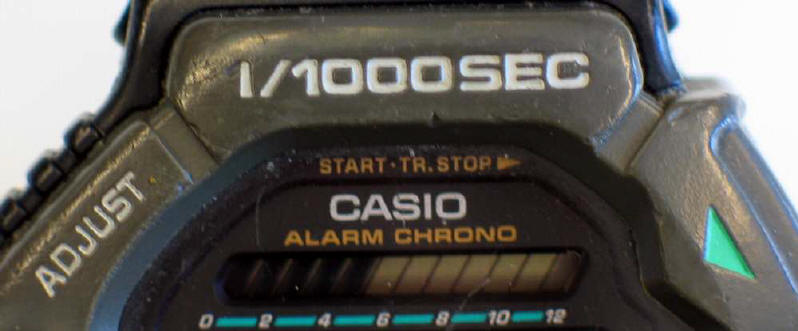 1/1000SEC
START·TR.STOP
CASIO
ALARM CHRONO
ADJUST
0 2 4 6 8 10 12